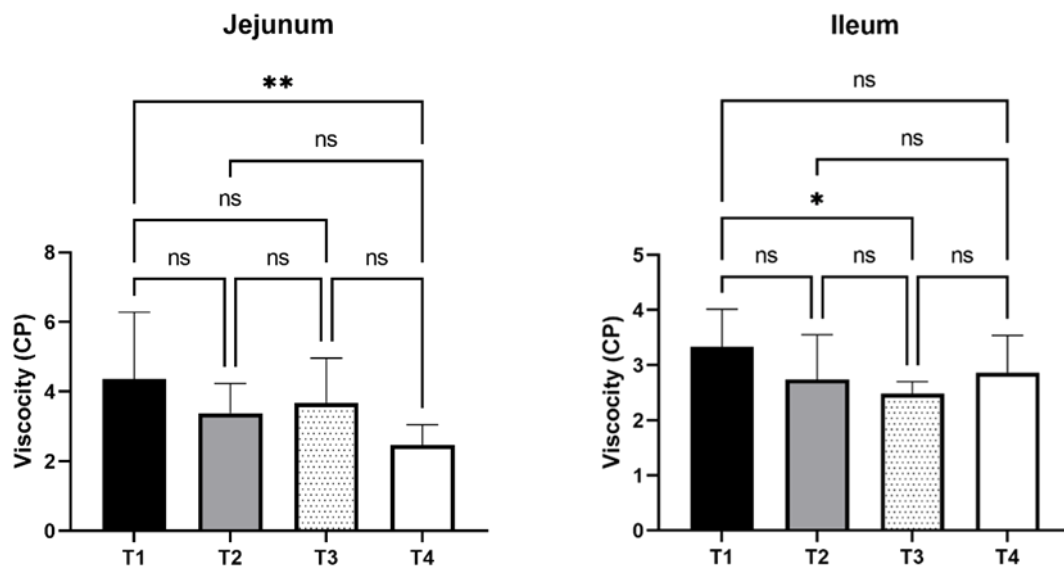 Jejunum
**
ns
ns
ns ns ns
8
6
4
2
0
Viscocity (CP)
T1 T2 T3 T4
Ileum
ns
ns
*
ns ns ns
5
4
3
2
1
0
Viscocity (CP)
T1 T2 T3 T4